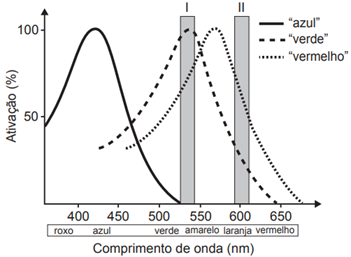 I II
100
50
Ativação (%)
"azul"
"verde"
"vermelho"
400 450 500 550 600 650
roxo azul verde amarelo laranja vermelho
Comprimento de onda (nm)